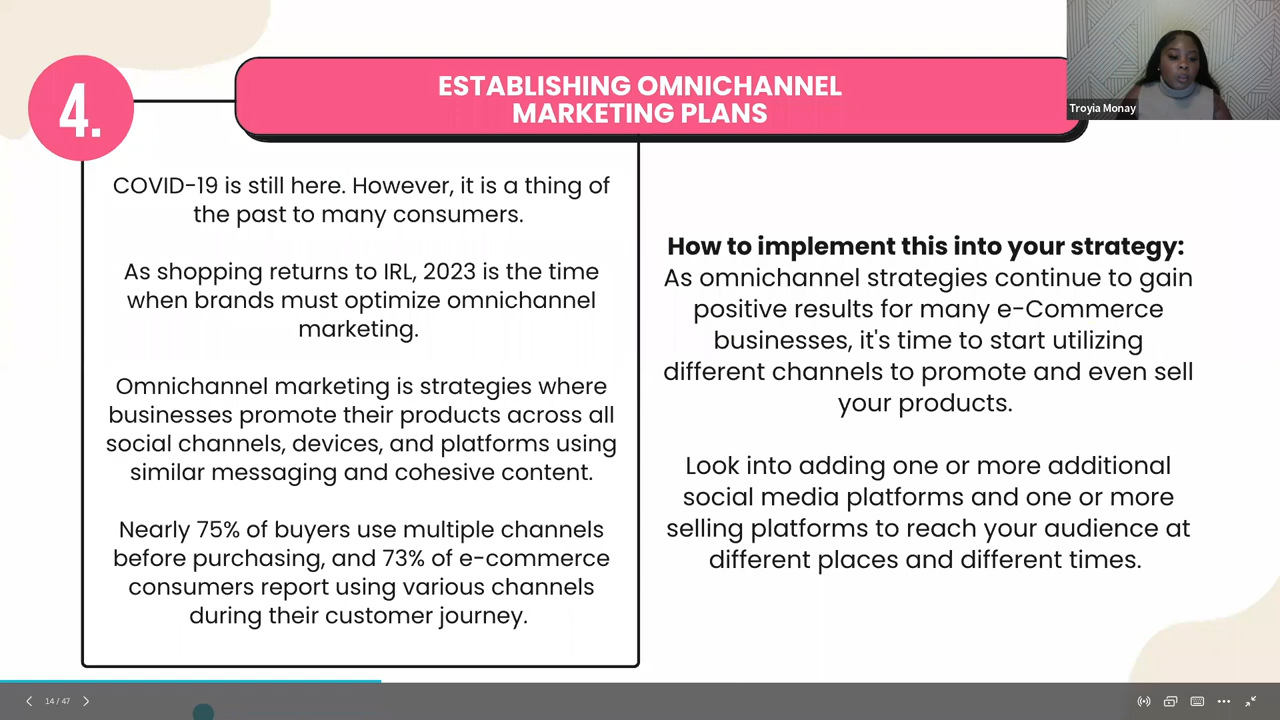 4.
ESTABLISHING OMNICHANNEL
MARKETING PLANS
Troyia Monay
COVID-19 is still here. However, it is a thing of
the past to many consumers.
As shopping returns to IRL, 2023 is the time
when brands must optimize omnichannel
marketing.
Omnichannel marketing is strategies where
businesses promote their products across all
social channels, devices, and platforms using
similar messaging and cohesive content.
Nearly 75% of buyers use multiple channels
before purchasing, and 73% of e-commerce
consumers report using various channels
during their customer journey.
How to implement this into your strategy:
As omnichannel strategies continue to gain
positive results for many e-Commerce
businesses, it's time to start utilizing
different channels to promote and even sell
your products.
Look into adding one or more additional
social media platforms and one or more
selling platforms to reach your audience at
different places and different times.
14 / 47